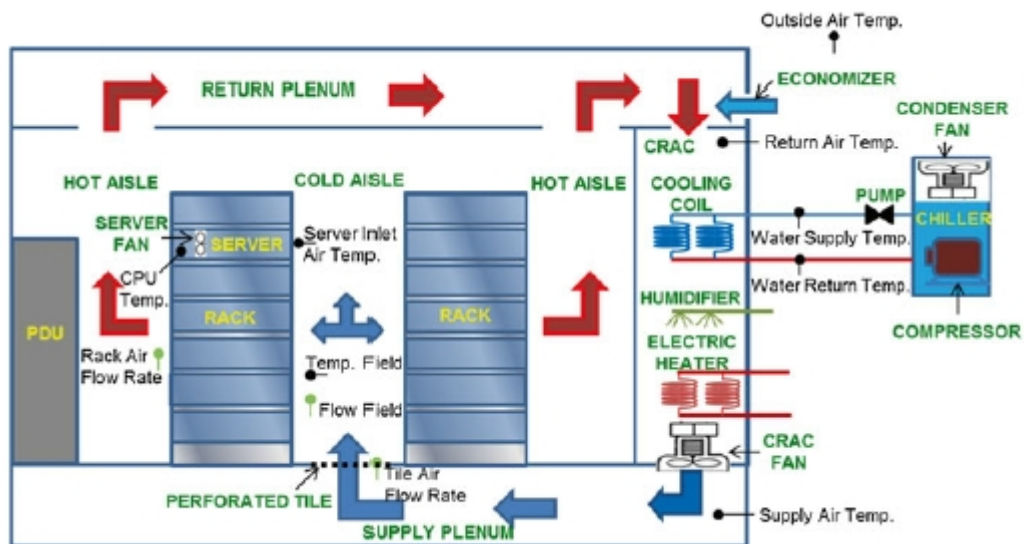 Outside Air Temp.
ECONOMIZER
CONDENSER
FAN
RETURN PLENUM
CRAC
Return Air Temp.
HOT AISLE
COLD AISLE
HOT AISLE
COOLING
COIL
PUMP
CHILLER
SERVER
FAN
SERVER
Server Inlet
Air Temp.
Water Supply Temp.
CPU
Temp.
Water Return Temp.
HUMIDIFIER
COMPRESSOR
PDU
RACK
RACK
ELECTRIC
HEATER
Rack Air
Flow Rate
Temp. Field
Flow Field
CRAC
FAN
Tile Air
Flow Rate
PERFORATED TILE
SUPPLY PLENUM
Supply Air Temp.